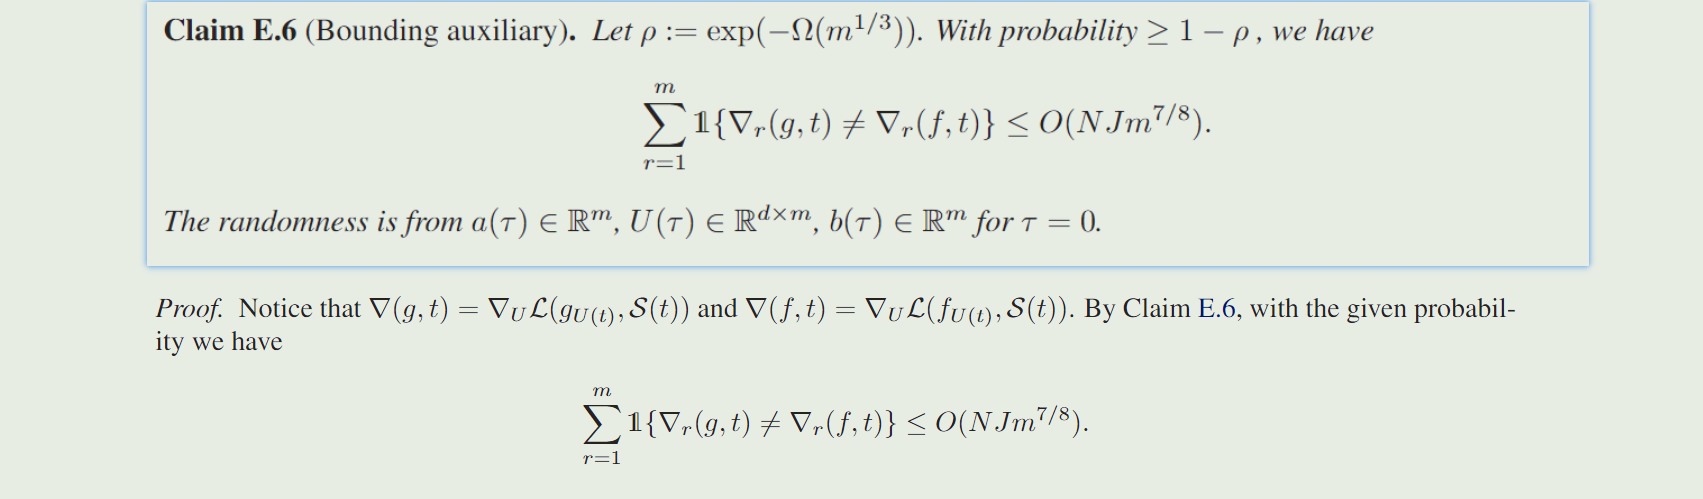 Claim E.6 (Bounding auxiliary). Let ρ := exp(−Ω(m^{1/3})). With probability ≥ 1 − ρ, we have
∑_{r=1}^{m} 𝟙{∇_r(g, t) ≠ ∇_r(f, t)} ≤ O(NJm^{7/8}).
The randomness is from a(τ) ∈ ℝ^m, U(τ) ∈ ℝ^{d×m}, b(τ) ∈ ℝ^m for τ = 0.
Proof. Notice that ∇(g, t) = ∇_U ℒ(g_{U(t)}, 𝒮(t)) and ∇(f, t) = ∇_U ℒ(f_{U(t)}, 𝒮(t)). By Claim E.6, with the given probabil-
ity we have
∑_{r=1}^{m} 𝟙{∇_r(g, t) ≠ ∇_r(f, t)} ≤ O(NJm^{7/8}).